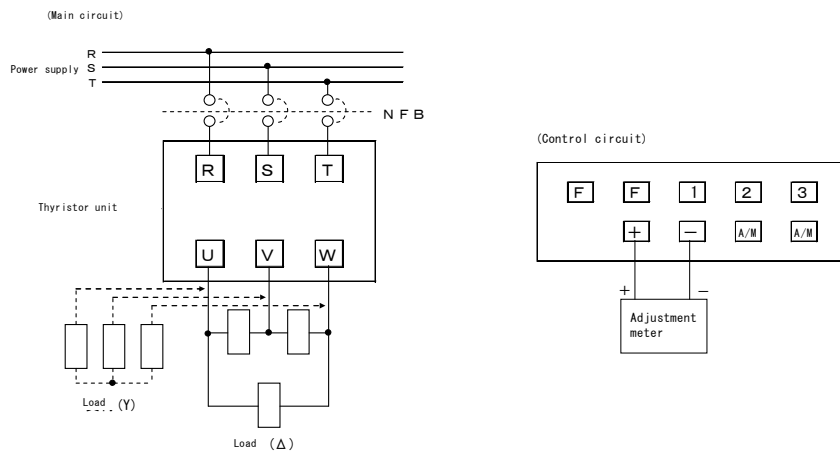 (Main circuit)
R
Power supply S
T
NFB
R S T
Thyristor unit
U V W
Load (Y)
Load (Δ)
(Control circuit)
F F 1 2 3
+ − A/M A/M
+ −
Adjustment
meter